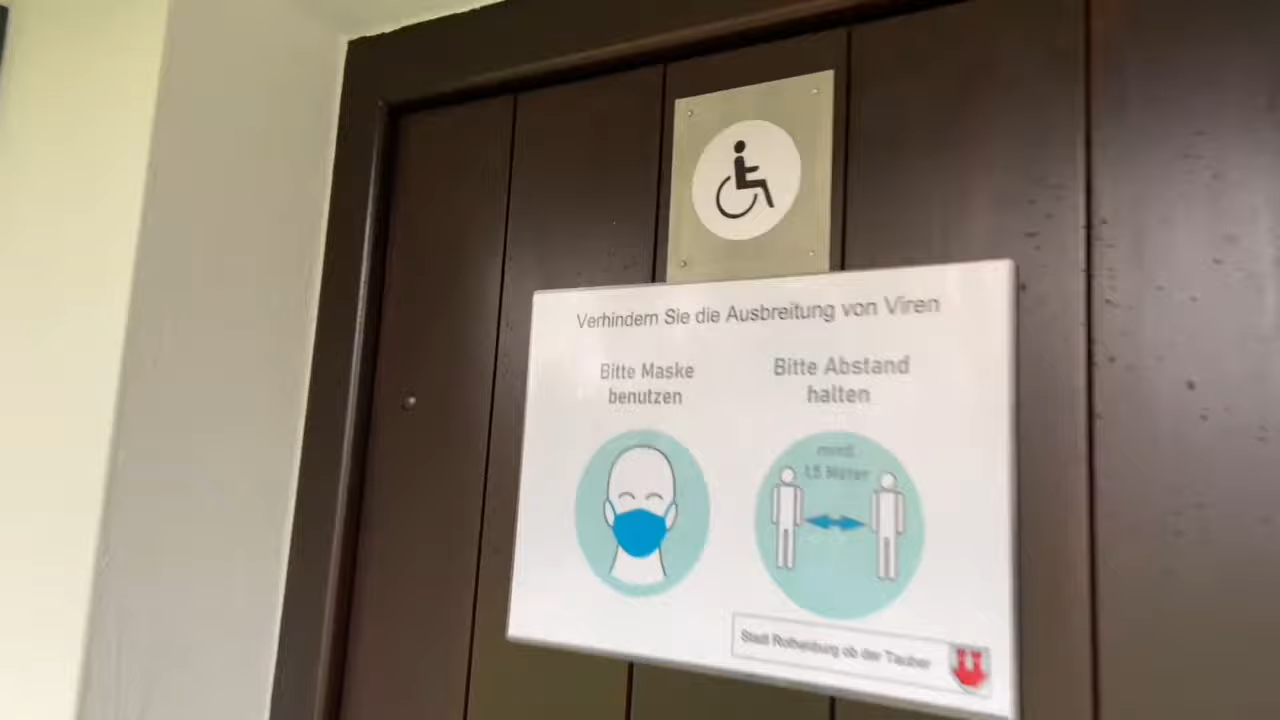 Verhindern Sie die Ausbreitung von Viren
Bitte Maske
benutzen
Bitte Abstand
halten
mind.
1,5 Meter
Stadt Rothenburg ob der Tauber